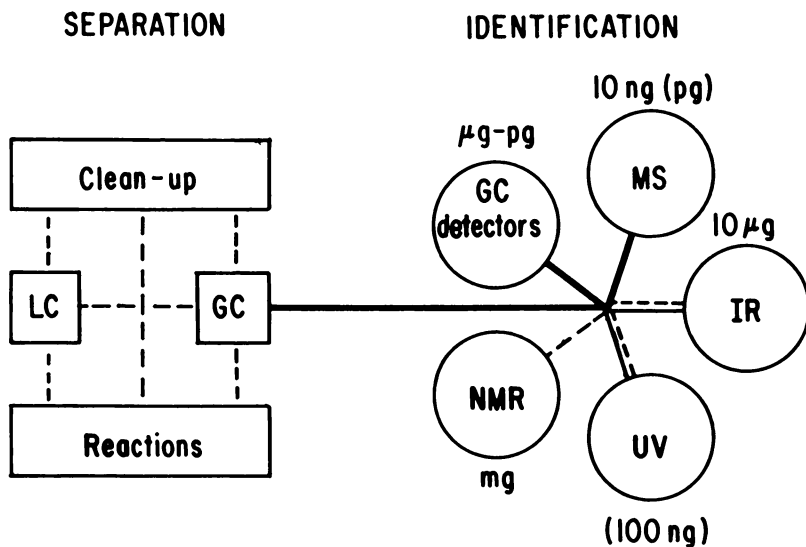 SEPARATION
IDENTIFICATION
Clean-up
LC
GC
Reactions
µg-pg
GC
detectors
10 ng (pg)
MS
10 µg
IR
NMR
mg
UV
(100 ng)